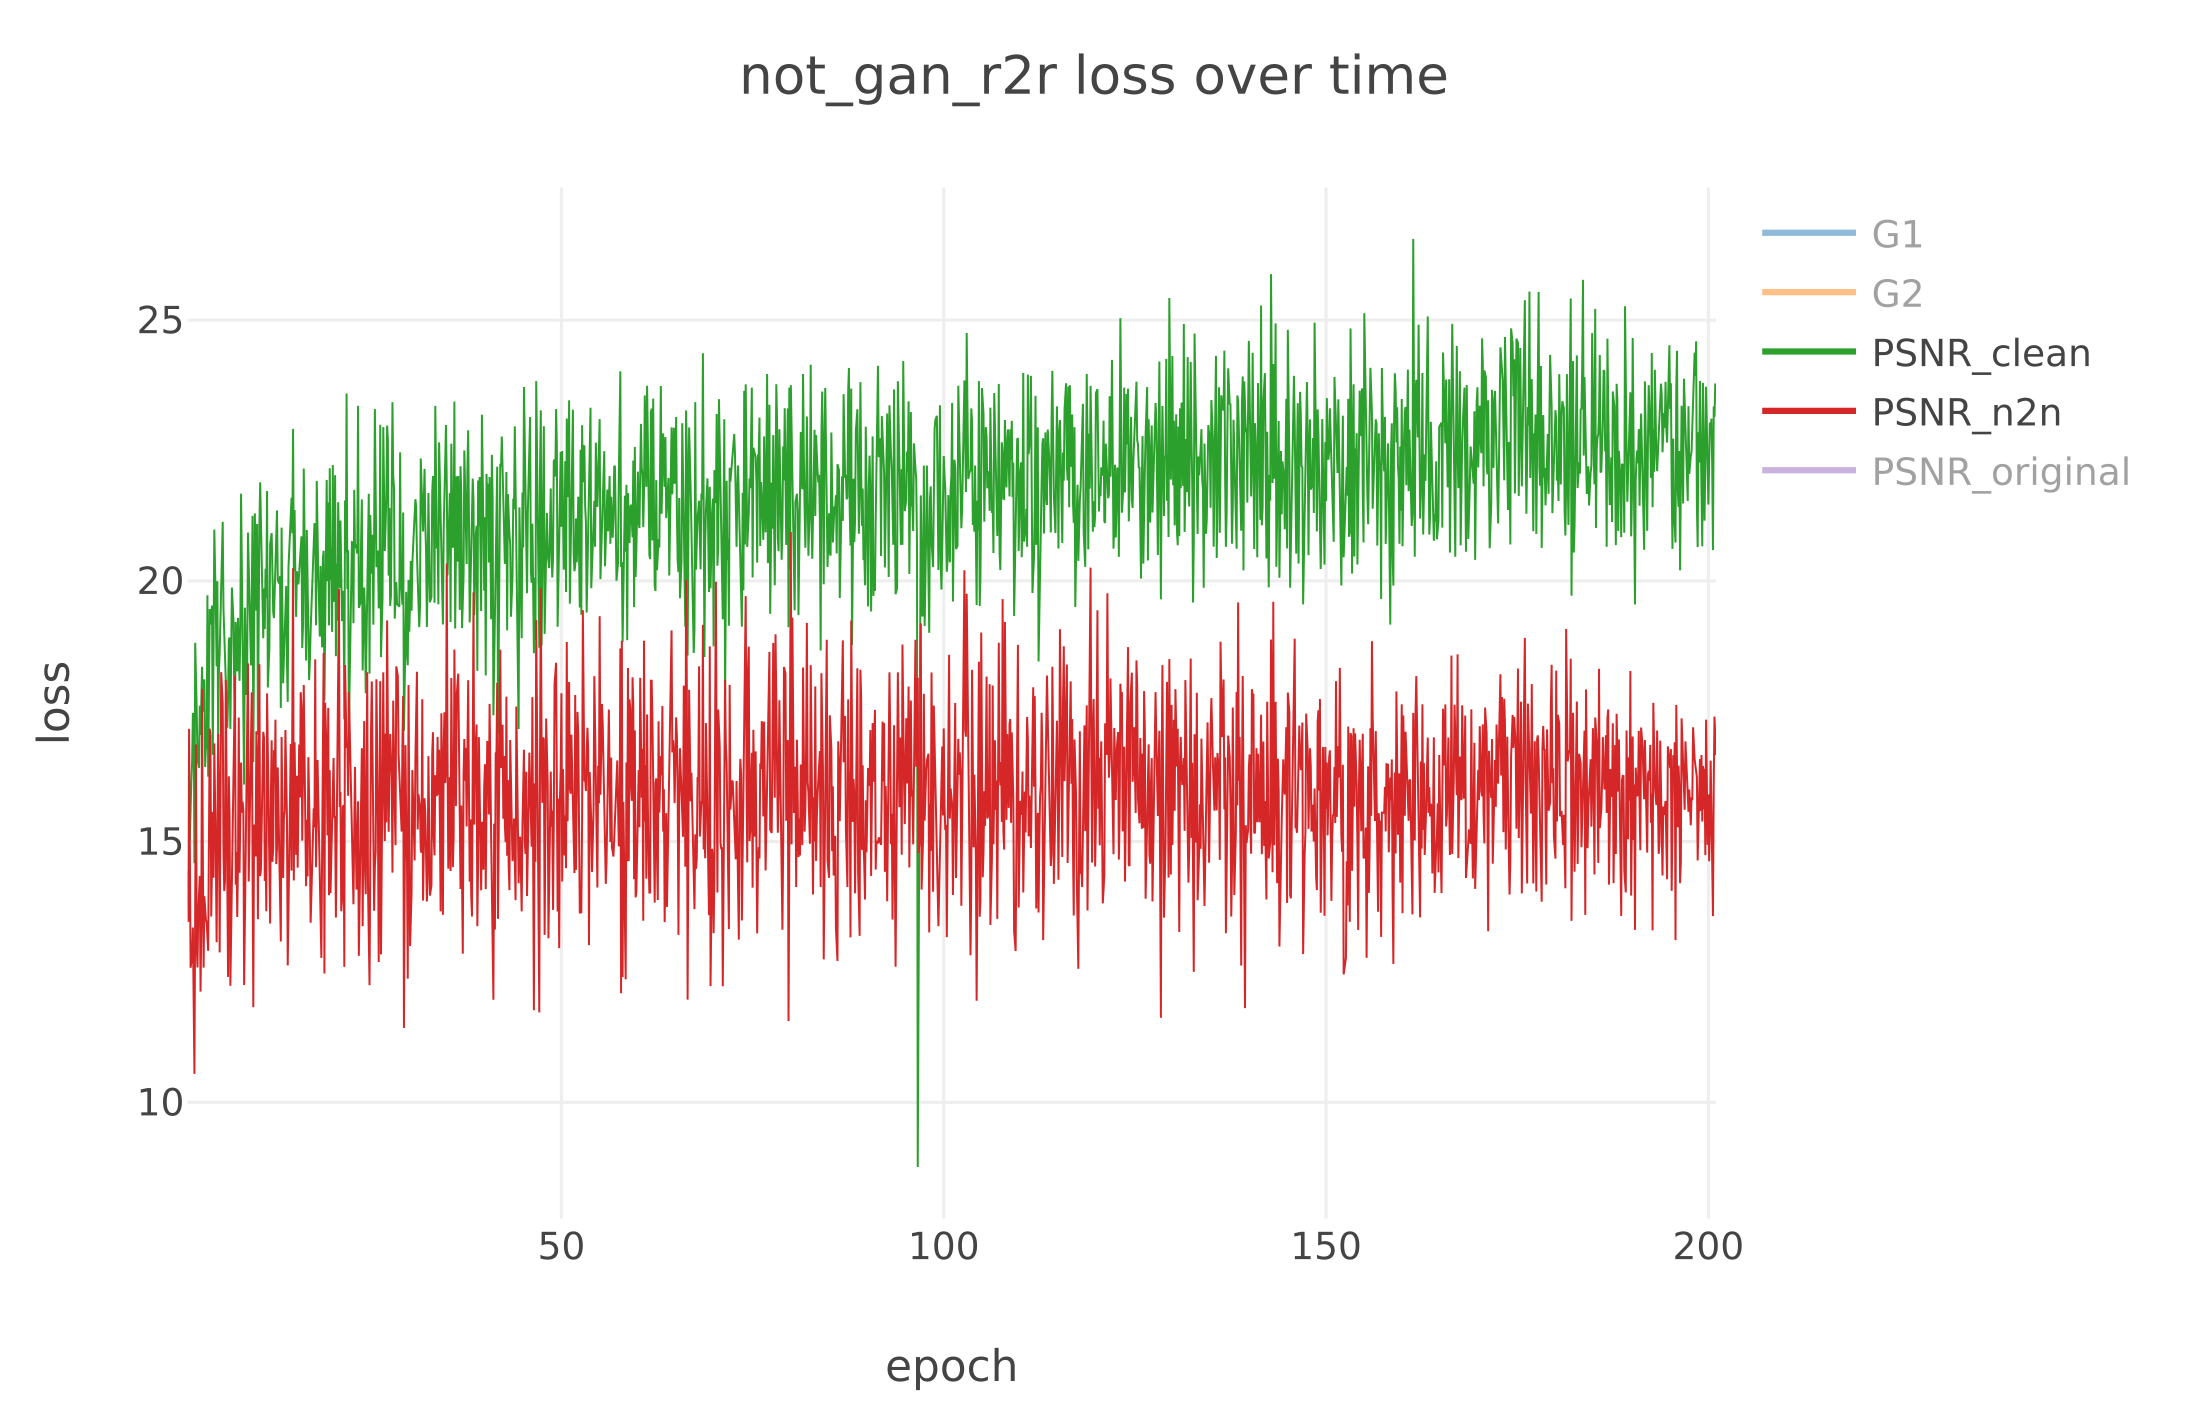 not_gan_r2r loss over time
G1
G2
PSNR_clean
PSNR_n2n
PSNR_original
25
20
15
10
loss
50
100
150
200
epoch